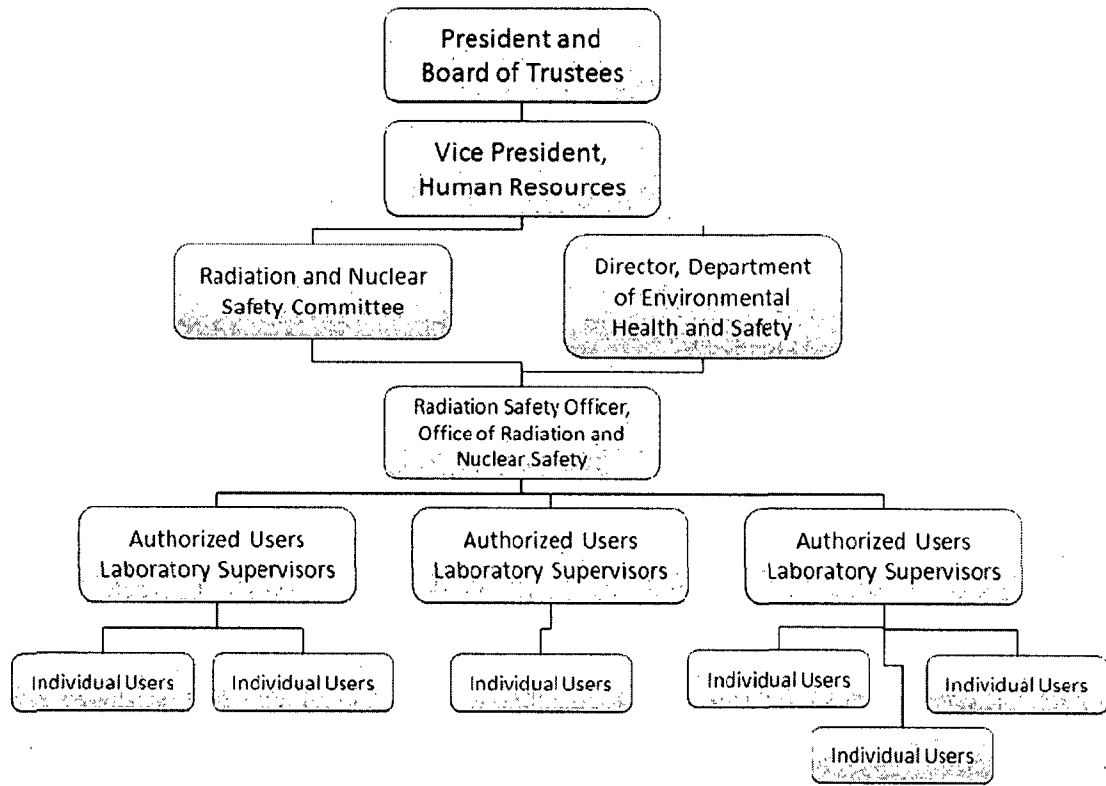 President and
Board of Trustees
Vice President,
Human Resources
Radiation and Nuclear
Safety Committee
Director, Department
of Environmental
Health and Safety
Radiation Safety Officer,
Office of Radiation and
Nuclear Safety
Authorized Users
Laboratory Supervisors
Authorized Users
Laboratory Supervisors
Authorized Users
Laboratory Supervisors
Individual Users
Individual Users
Individual Users
Individual Users
Individual Users
Individual Users